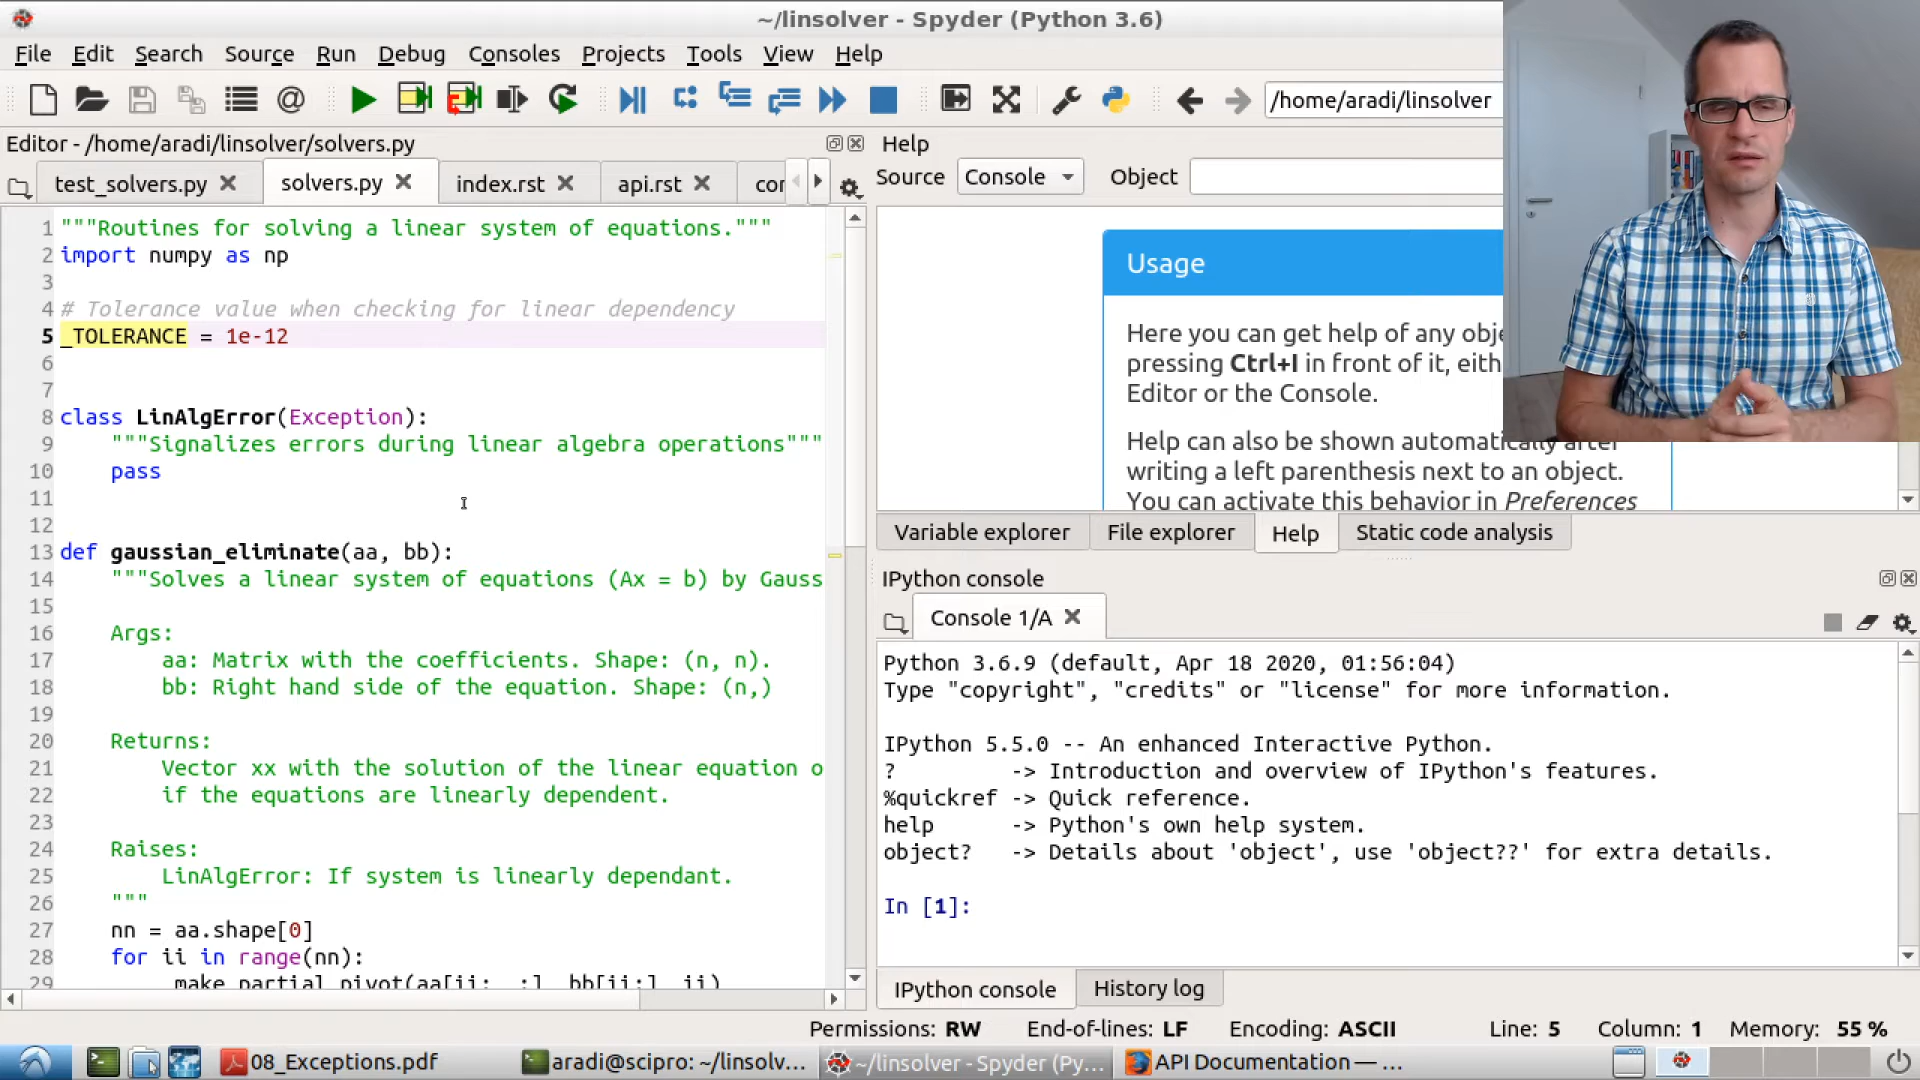 ~/linsolver - Spyder (Python 3.6)
File Edit Search Source Run Debug Consoles Projects Tools View Help
/home/aradi/linsolver
Editor - /home/aradi/linsolver/solvers.py
test_solvers.py solvers.py index.rst api.rst cor
1 """Routines for solving a linear system of equations."""
2 import numpy as np
3
4 # Tolerance value when checking for linear dependency
5 _TOLERANCE = 1e-12
6
7
8 class LinAlgError(Exception):
9 """Signalizes errors during linear algebra operations"""
10 pass
11
12
13 def gaussian_eliminate(aa, bb):
14 """Solves a linear system of equations (Ax = b) by Gauss
15
16 Args:
17 aa: Matrix with the coefficients. Shape: (n, n).
18 bb: Right hand side of the equation. Shape: (n,)
19
20 Returns:
21 Vector xx with the solution of the linear equation o
22 if the equations are linearly dependent.
23
24 Raises:
25 LinAlgError: If system is linearly dependant.
26 """
27 nn = aa.shape[0]
28 for ii in range(nn):
29 make partial pivot(aa[ii: :] bb[ii:] ii)
Help
Source Console Object
Usage
Here you can get help of any obje
pressing Ctrl+I in front of it, eith
Editor or the Console.
Help can also be shown automatically after
writing a left parenthesis next to an object.
You can activate this behavior in Preferences
Variable explorer File explorer Help Static code analysis
IPython console
Console 1/A
Python 3.6.9 (default, Apr 18 2020, 01:56:04)
Type "copyright", "credits" or "license" for more information.
IPython 5.5.0 -- An enhanced Interactive Python.
? -> Introduction and overview of IPython's features.
%quickref -> Quick reference.
help -> Python's own help system.
object? -> Details about 'object', use 'object??' for extra details.
In [1]:
IPython console History log
Permissions: RW End-of-lines: LF Encoding: ASCII Line: 5 Column: 1 Memory: 55 %
08_Exceptions.pdf aradi@scipro: ~/linsolv... ~/linsolver - Spyder (Py... API Documentation — ...